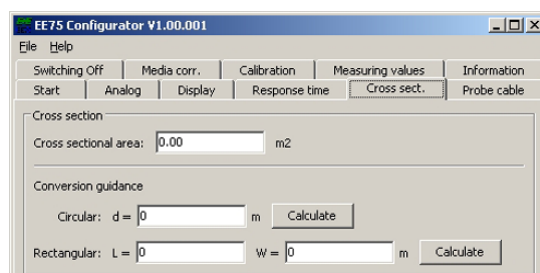 EE75 Configurator V1.00.001
File Help
Switching Off Media corr. Calibration Measuring values Information
Start Analog Display Response time Cross sect. Probe cable
Cross section
Cross sectional area: 0.00 m2
Conversion guidance
Circular: d = 0 m Calculate
Rectangular: L = 0 W = 0 m Calculate